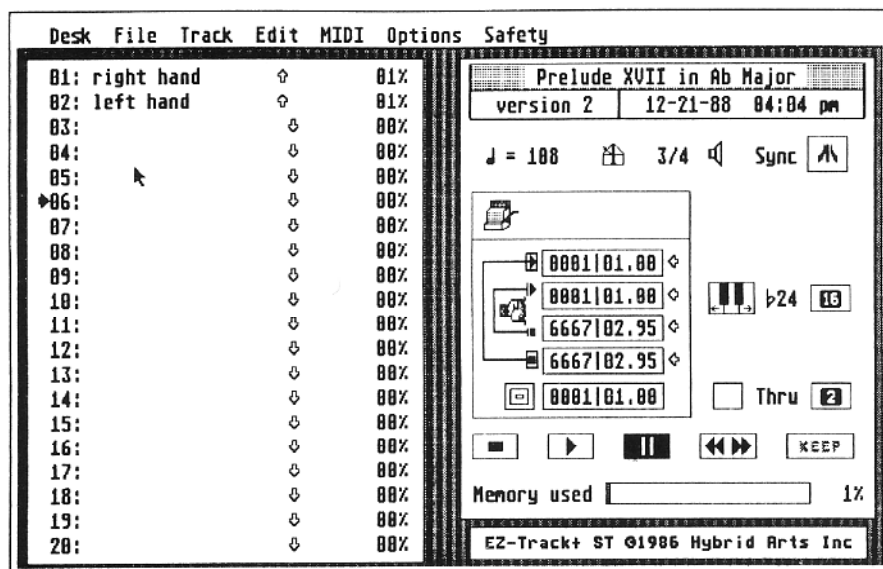 Desk File Track Edit MIDI Options Safety
01: right hand 01%
02: left hand 01%
03: 00%
04: 00%
05: 00%
06: 00%
07: 00%
08: 00%
09: 00%
10: 00%
11: 00%
12: 00%
13: 00%
14: 00%
15: 00%
16: 00%
17: 00%
18: 00%
19: 00%
20: 00%
Prelude XVII in Ab Major
version 2 12-21-88 04:04 pm
♩ = 108 3/4 Sync
0001|01.00
0001|01.00
♭24 16
6667|02.95
6667|02.95
0001|01.00 Thru 2
KEEP
Memory used 1%
EZ-Track+ ST ©1986 Hybrid Arts Inc